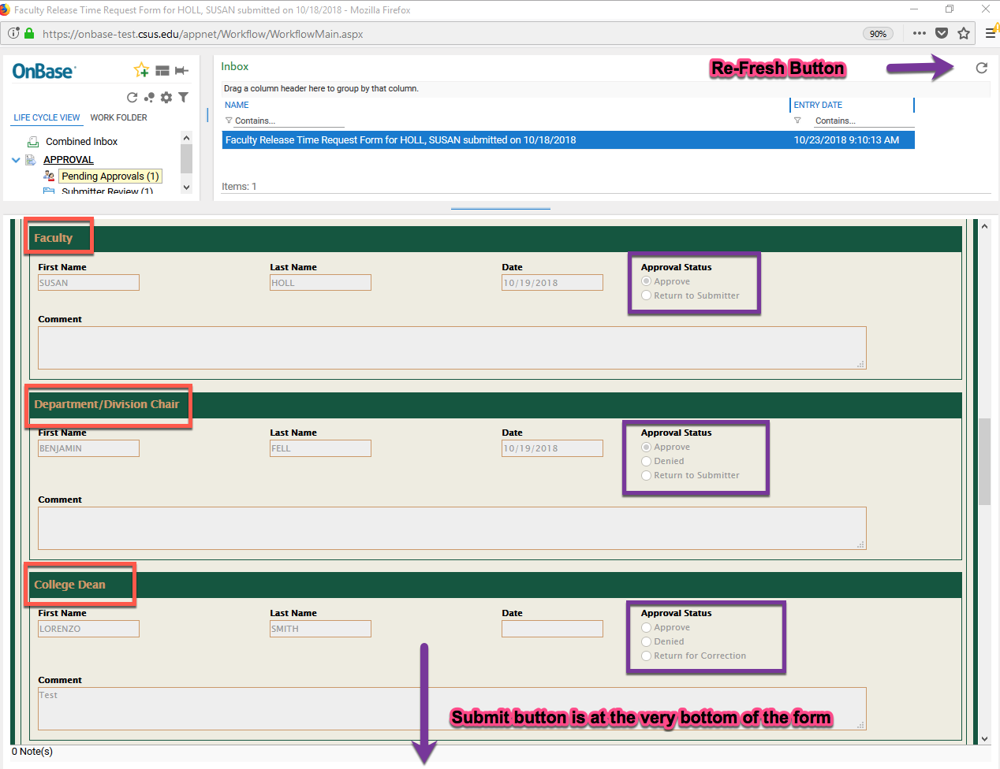 Faculty Release Time Request Form for HOLL, SUSAN submitted on 10/18/2018 - Mozilla Firefox
https://onbase-test.csus.edu/appnet/Workflow/WorkflowMain.aspx
90%
OnBase
LIFE CYCLE VIEW WORK FOLDER
Combined Inbox
APPROVAL
Pending Approvals (1)
Submitter Review (1)
Inbox
Re-Fresh Button
Drag a column header here to group by that column.
NAME ENTRY DATE
Contains... Contains...
Faculty Release Time Request Form for HOLL, SUSAN submitted on 10/18/2018 10/23/2018 9:10:13 AM
Items: 1
Faculty
First Name Last Name Date Approval Status
SUSAN HOLL 10/19/2018 Approve
Return to Submitter
Comment
Department/Division Chair
First Name Last Name Date Approval Status
BENJAMIN FELL 10/19/2018 Approve
Denied
Return to Submitter
Comment
College Dean
First Name Last Name Date Approval Status
LORENZO SMITH Approve
Denied
Return for Correction
Comment
Test
Submit button is at the very bottom of the form
0 Note(s)